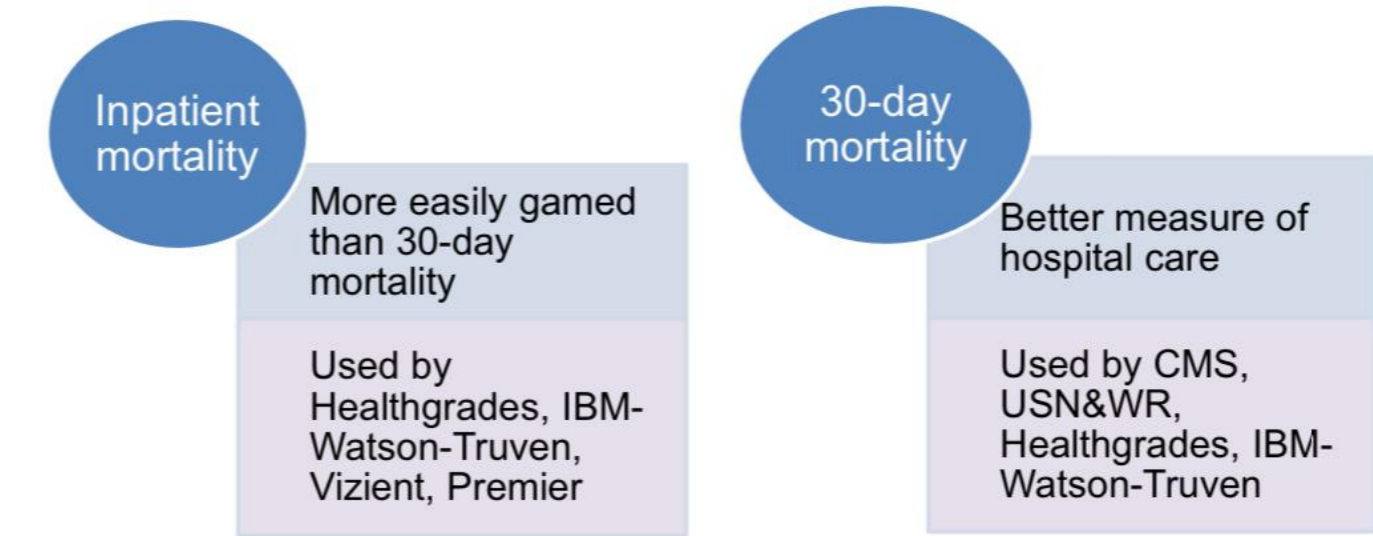 Inpatient
mortality
More easily gamed
than 30-day
mortality
Used by
Healthgrades, IBM-
Watson-Truven,
Vizient, Premier
30-day
mortality
Better measure of
hospital care
Used by CMS,
USN&WR,
Healthgrades, IBM-
Watson-Truven